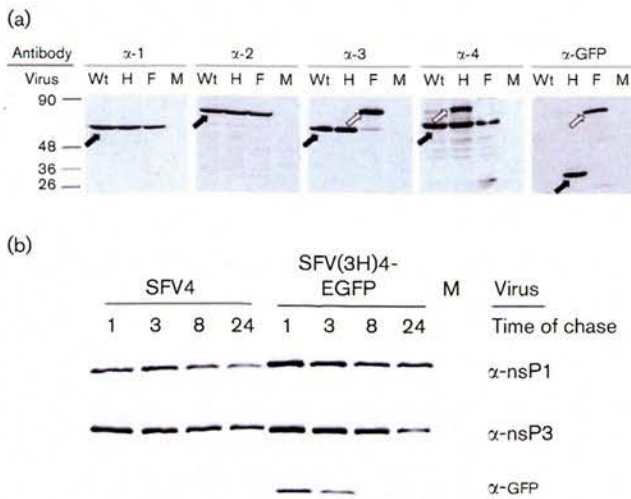 (a)
Antibody α-1 α-2 α-3 α-4 α-GFP
Virus Wt H F M Wt H F M Wt H F M Wt H F M Wt H F M
90
48
36
26
(b)
SFV4 SFV(3H)4-EGFP M Virus
1 3 8 24 1 3 8 24 Time of chase
α-nsP1
α-nsP3
α-GFP